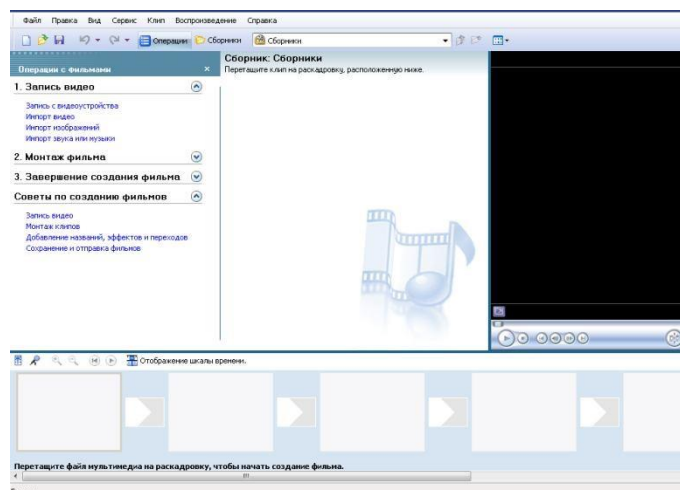 Файл Правка Вид Сервис Клип Воспроизведение Справка
Операции Сборники Сборники
Операции с фильмами
Сборник: Сборники
Перетащите клип на раскадровку, расположенную ниже.
1. Запись видео
Запись с видеоустройства
Импорт видео
Импорт изображений
Импорт звука или музыки
2. Монтаж фильма
3. Завершение создания фильма
Советы по созданию фильмов
Запись видео
Монтаж клипов
Добавление названий, эффектов и переходов
Сохранение и отправка фильмов
Отображение шкалы времени.
Перетащите файл мультимедиа на раскадровку, чтобы начать создание фильма.